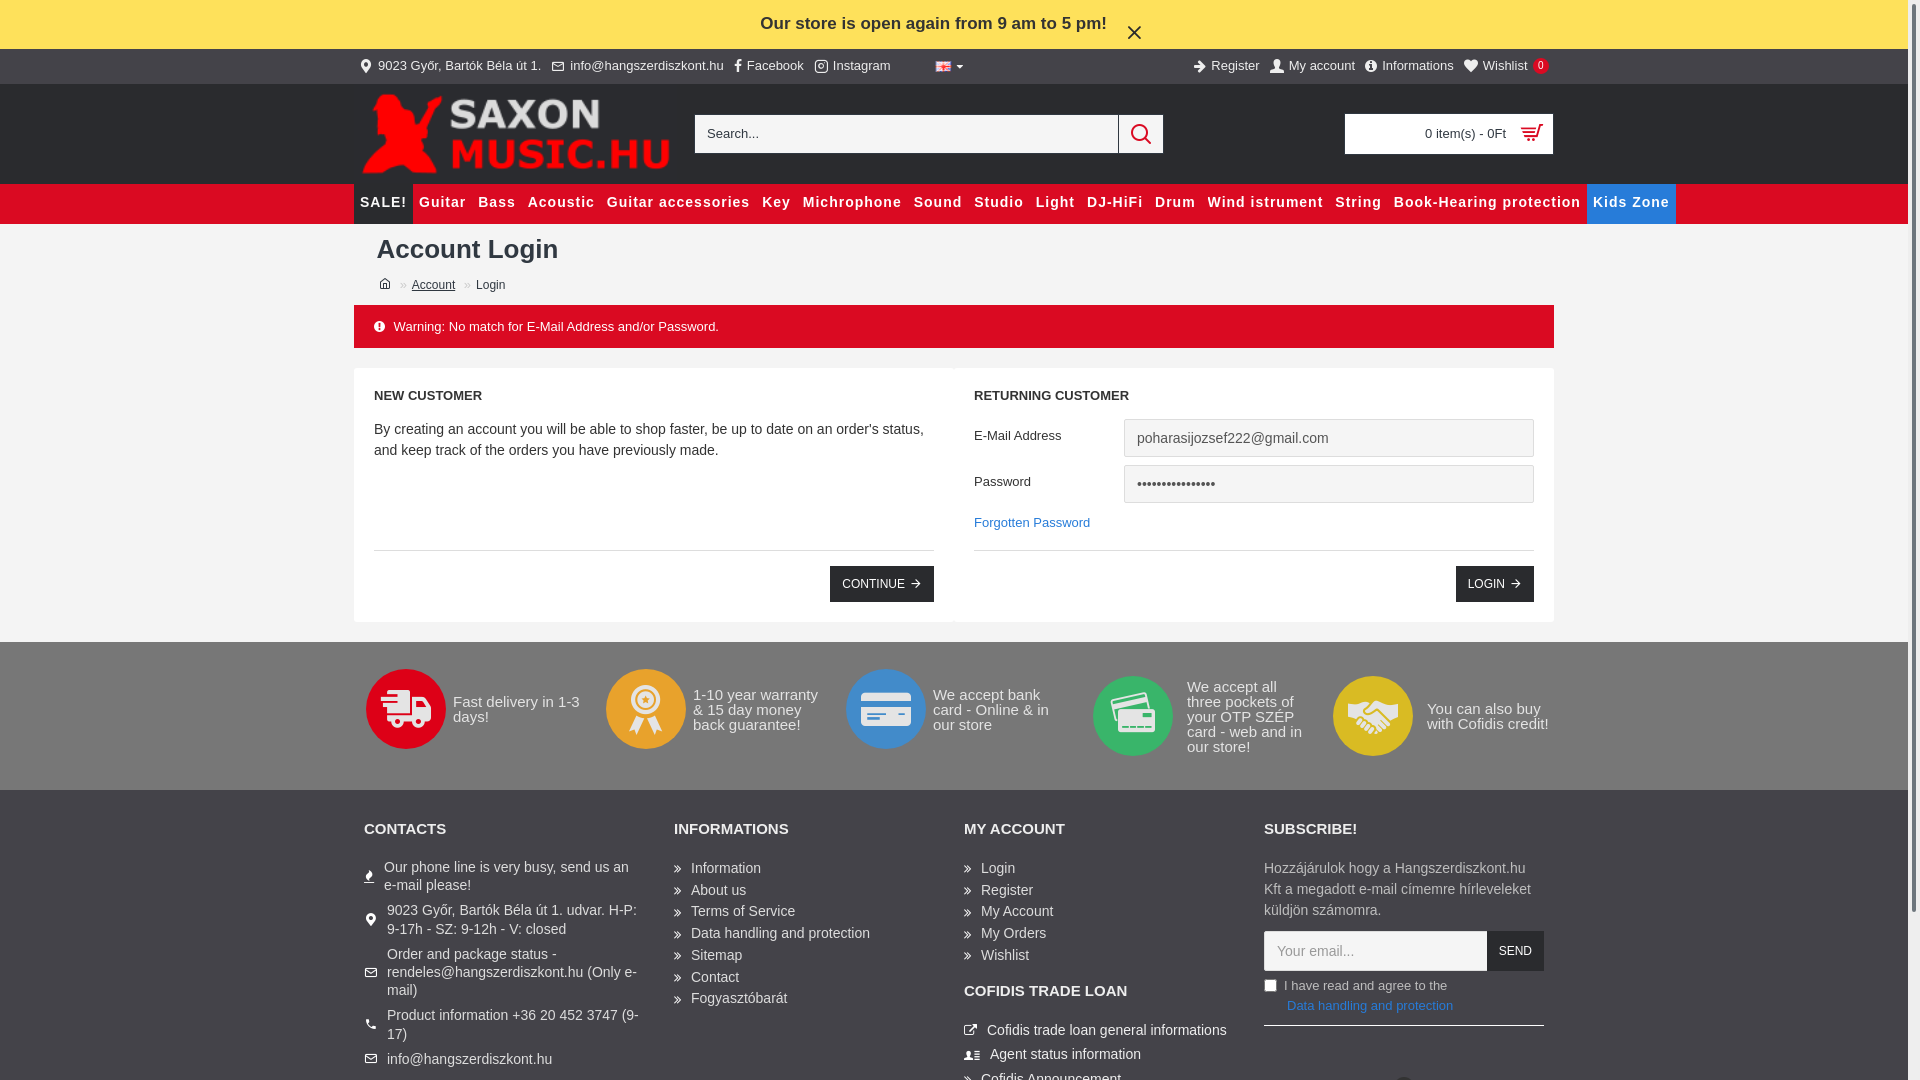 Our store is open again from 9 am to 5 pm!
9023 Győr, Bartók Béla út 1. info@hangszerdiszkont.hu Facebook Instagram Register My account Informations Wishlist 0
SAXON
MUSIC.HU
Search...
0 item(s) - 0Ft
SALE! Guitar Bass Acoustic Guitar accessories Key Michrophone Sound Studio Light DJ-HiFi Drum Wind istrument String Book-Hearing protection Kids Zone
Account Login
» Account » Login
Warning: No match for E-Mail Address and/or Password.
NEW CUSTOMER
By creating an account you will be able to shop faster, be up to date on an order's status,
and keep track of the orders you have previously made.
CONTINUE
RETURNING CUSTOMER
E-Mail Address
poharasijozsef222@gmail.com
Password
••••••••••••••••
Forgotten Password
LOGIN
Fast delivery in 1-3
days!
1-10 year warranty
& 15 day money
back guarantee!
We accept bank
card - Online & in
our store
We accept all
three pockets of
your OTP SZÉP
card - web and in
our store!
You can also buy
with Cofidis credit!
CONTACTS
Our phone line is very busy, send us an
e-mail please!
9023 Győr, Bartók Béla út 1. udvar. H-P:
9-17h - SZ: 9-12h - V: closed
Order and package status -
rendeles@hangszerdiszkont.hu (Only e-
mail)
Product information +36 20 452 3747 (9-
17)
info@hangszerdiszkont.hu
INFORMATIONS
Information
About us
Terms of Service
Data handling and protection
Sitemap
Contact
Fogyasztóbarát
MY ACCOUNT
Login
Register
My Account
My Orders
Wishlist
COFIDIS TRADE LOAN
Cofidis trade loan general informations
Agent status information
Cofidis Announcement
SUBSCRIBE!
Hozzájárulok hogy a Hangszerdiszkont.hu
Kft a megadott e-mail címemre hírleveleket
küldjön számomra.
Your email...
SEND
I have read and agree to the
Data handling and protection